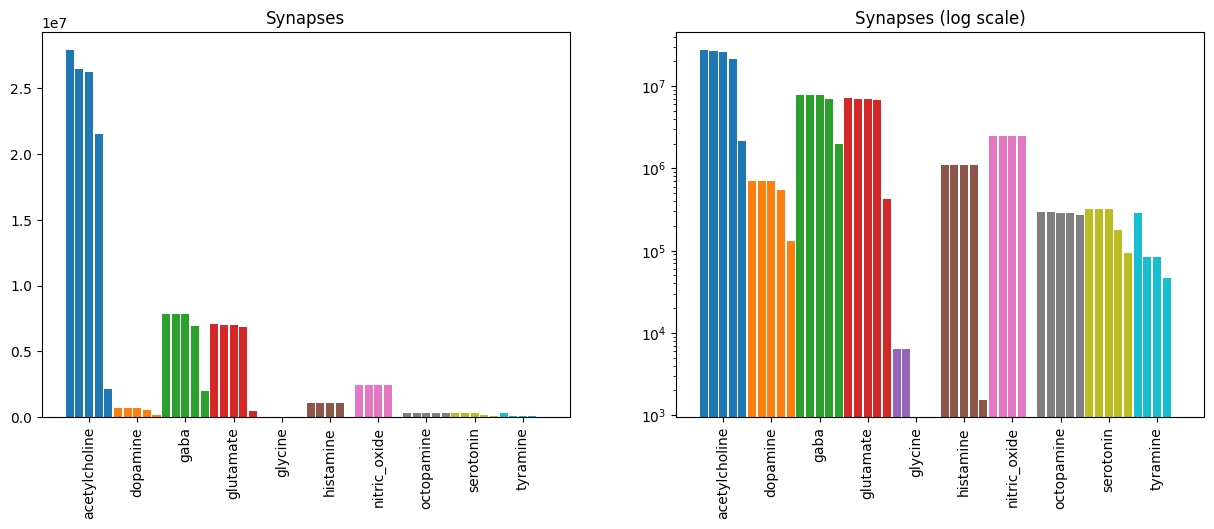 Synapses
1e7
2.5
2.0
1.5
1.0
0.5
0.0
acetylcholine
dopamine
gaba
glutamate
glycine
histamine
nitric_oxide
octopamine
serotonin
tyramine
Synapses (log scale)
10⁷
10⁶
10⁵
10⁴
10³
acetylcholine
dopamine
gaba
glutamate
glycine
histamine
nitric_oxide
octopamine
serotonin
tyramine